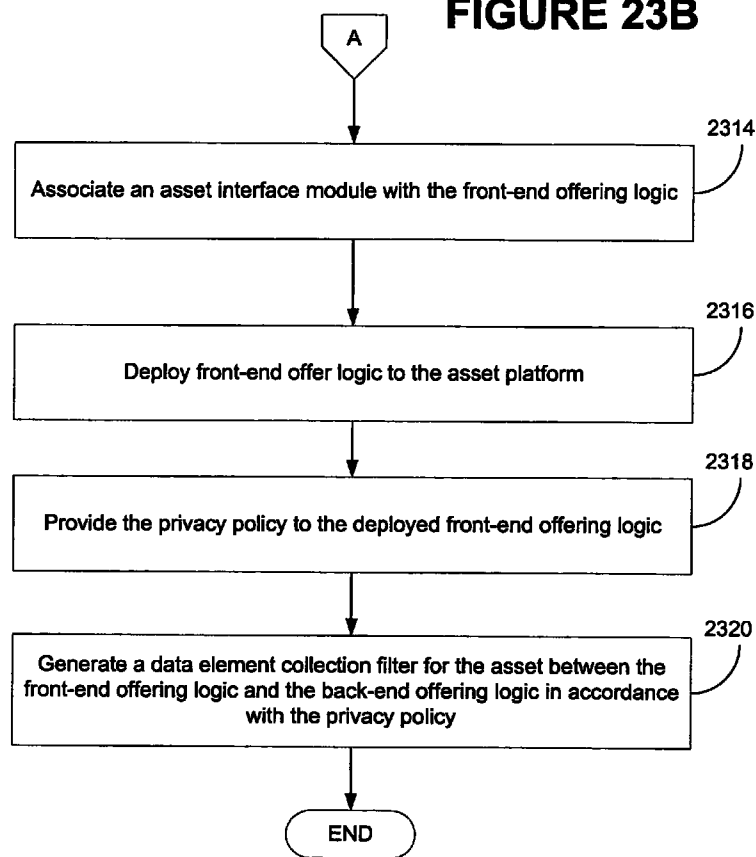 FIGURE 23B
A
2314
Associate an asset interface module with the front-end offering logic
2316
Deploy front-end offer logic to the asset platform
2318
Provide the privacy policy to the deployed front-end offering logic
2320
Generate a data element collection filter for the asset between the
front-end offering logic and the back-end offering logic in accordance
with the privacy policy
END